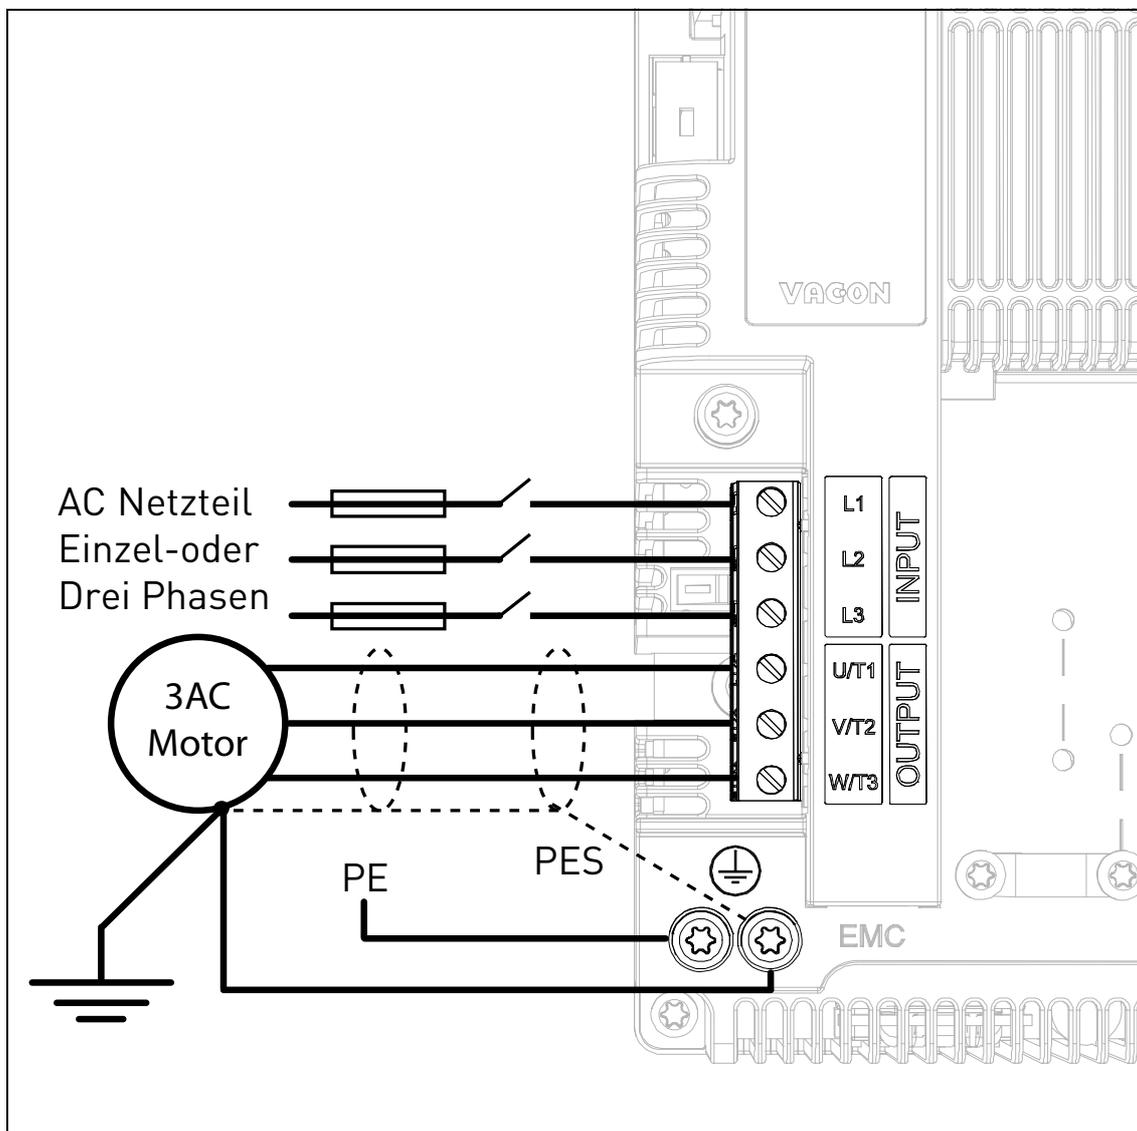 VACON
AC Netzteil
Einzel-oder
Drei Phasen
L1
L2
L3
INPUT
3AC
Motor
U/T1
V/T2
W/T3
OUTPUT
PE
PES
EMC